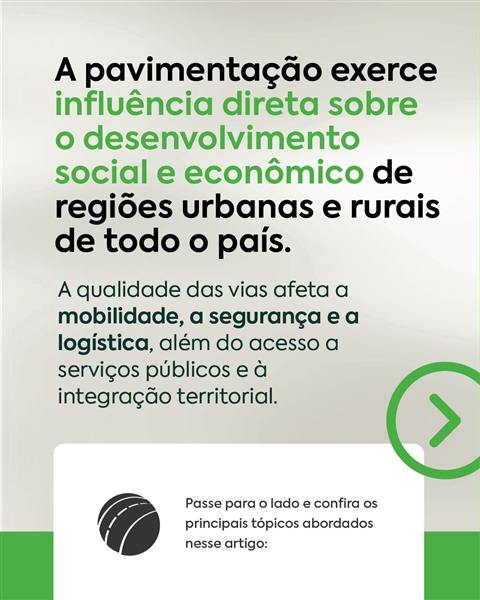 A pavimentação exerce
influência direta sobre
o desenvolvimento
social e econômico de
regiões urbanas e rurais
de todo o país.
A qualidade das vias afeta a
mobilidade, a segurança e a
logística, além do acesso a
serviços públicos e à
integração territorial.
Passe para o lado e confira os
principais tópicos abordados
nesse artigo: